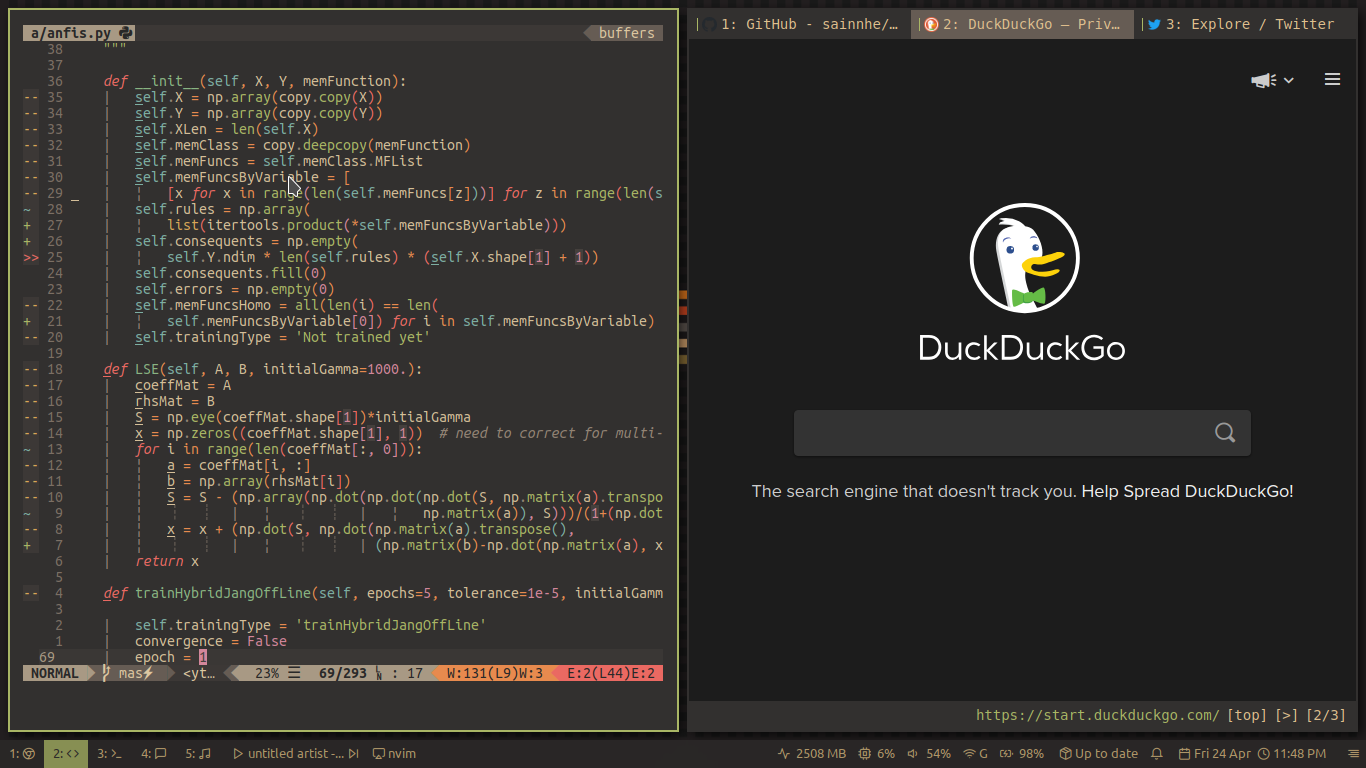 a/anfis.py
buffers
38 """
37
36 def __init__(self, X, Y, memFunction):
-- 35 self.X = np.array(copy.copy(X))
-- 34 self.Y = np.array(copy.copy(Y))
-- 33 self.XLen = len(self.X)
-- 32 self.memClass = copy.deepcopy(memFunction)
-- 31 self.memFuncs = self.memClass.MFList
-- 30 self.memFuncsByVariable = [
-- 29 _ [x for x in range(len(self.memFuncs[z]))] for z in range(len(s
~ 28 self.rules = np.array(
+ 27 list(itertools.product(*self.memFuncsByVariable)))
+ 26 self.consequents = np.empty(
>> 25 self.Y.ndim * len(self.rules) * (self.X.shape[1] + 1))
24 self.consequents.fill(0)
23 self.errors = np.empty(0)
-- 22 self.memFuncsHomo = all(len(i) == len(
+ 21 self.memFuncsByVariable[0]) for i in self.memFuncsByVariable)
-- 20 self.trainingType = 'Not trained yet'
19
-- 18 def LSE(self, A, B, initialGamma=1000.):
-- 17 coeffMat = A
-- 16 rhsMat = B
-- 15 S = np.eye(coeffMat.shape[1])*initialGamma
-- 14 x = np.zeros((coeffMat.shape[1], 1)) # need to correct for multi-
~ 13 for i in range(len(coeffMat[:, 0])):
-- 12 a = coeffMat[i, :]
-- 11 b = np.array(rhsMat[i])
-- 10 S = S - (np.array(np.dot(np.dot(np.dot(S, np.matrix(a).transpo
~ 9 np.matrix(a)), S)))/(1+(np.dot
-- 8 x = x + (np.dot(S, np.dot(np.matrix(a).transpose(),
+ 7 (np.matrix(b)-np.dot(np.matrix(a), x
6 return x
5
-- 4 def trainHybridJangOffLine(self, epochs=5, tolerance=1e-5, initialGamm
3
2 self.trainingType = 'trainHybridJangOffLine'
1 convergence = False
69 epoch = 1
NORMAL mas <yt… 23% ☰ 69/293 : 17 W:131(L9)W:3 E:2(L44)E:2
1: GitHub - sainnhe/… 2: DuckDuckGo — Priv… 3: Explore / Twitter
DuckDuckGo
The search engine that doesn't track you. Help Spread DuckDuckGo!
https://start.duckduckgo.com/ [top] [>] [2/3]
1: 2: 3: 4: 5: untitled artist -... nvim 2508 MB 6% 54% G 98% Up to date Fri 24 Apr 11:48 PM